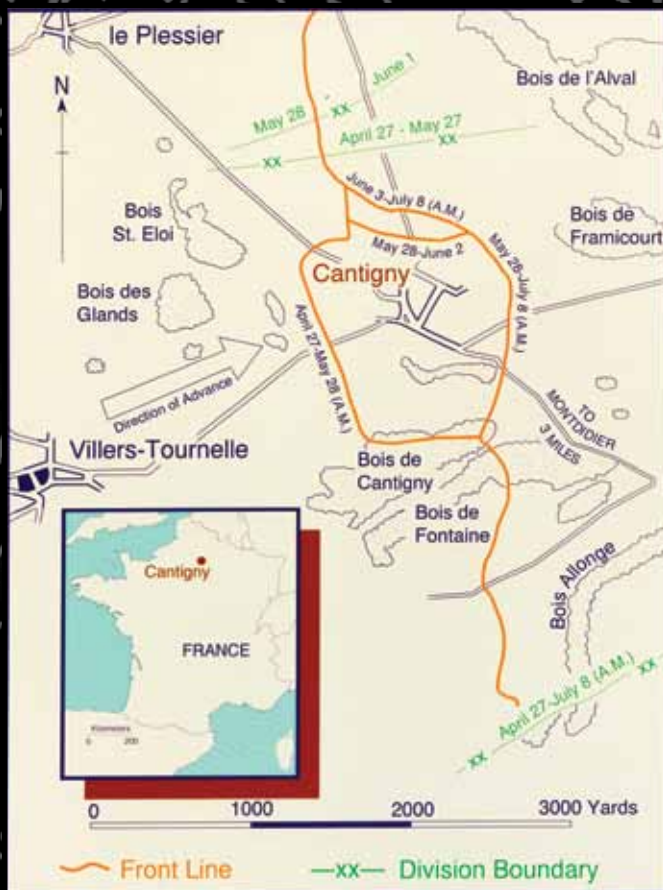 le Plessier
N
Bois de l'Alval
May 28
xx
June 1
April 27 - May 27
xx
xx
Bois
St. Eloi
June 3-July 8 (A.M.)
Bois de
Framicourt
May 28-June 2
Cantigny
Bois des
Glands
April 27-May 28 (A.M.)
May 28-July 8 (A.M.)
Direction of Advance
TO
MONTDIDIER
3 MILES
Villers-Tournelle
Bois de
Cantigny
Bois de
Fontaine
Bois Allonge
Cantigny
FRANCE
Kilometers
0 200
April 27-July 8 (A.M.)
xx
xx
0 1000 2000 3000 Yards
Front Line
xx
Division Boundary